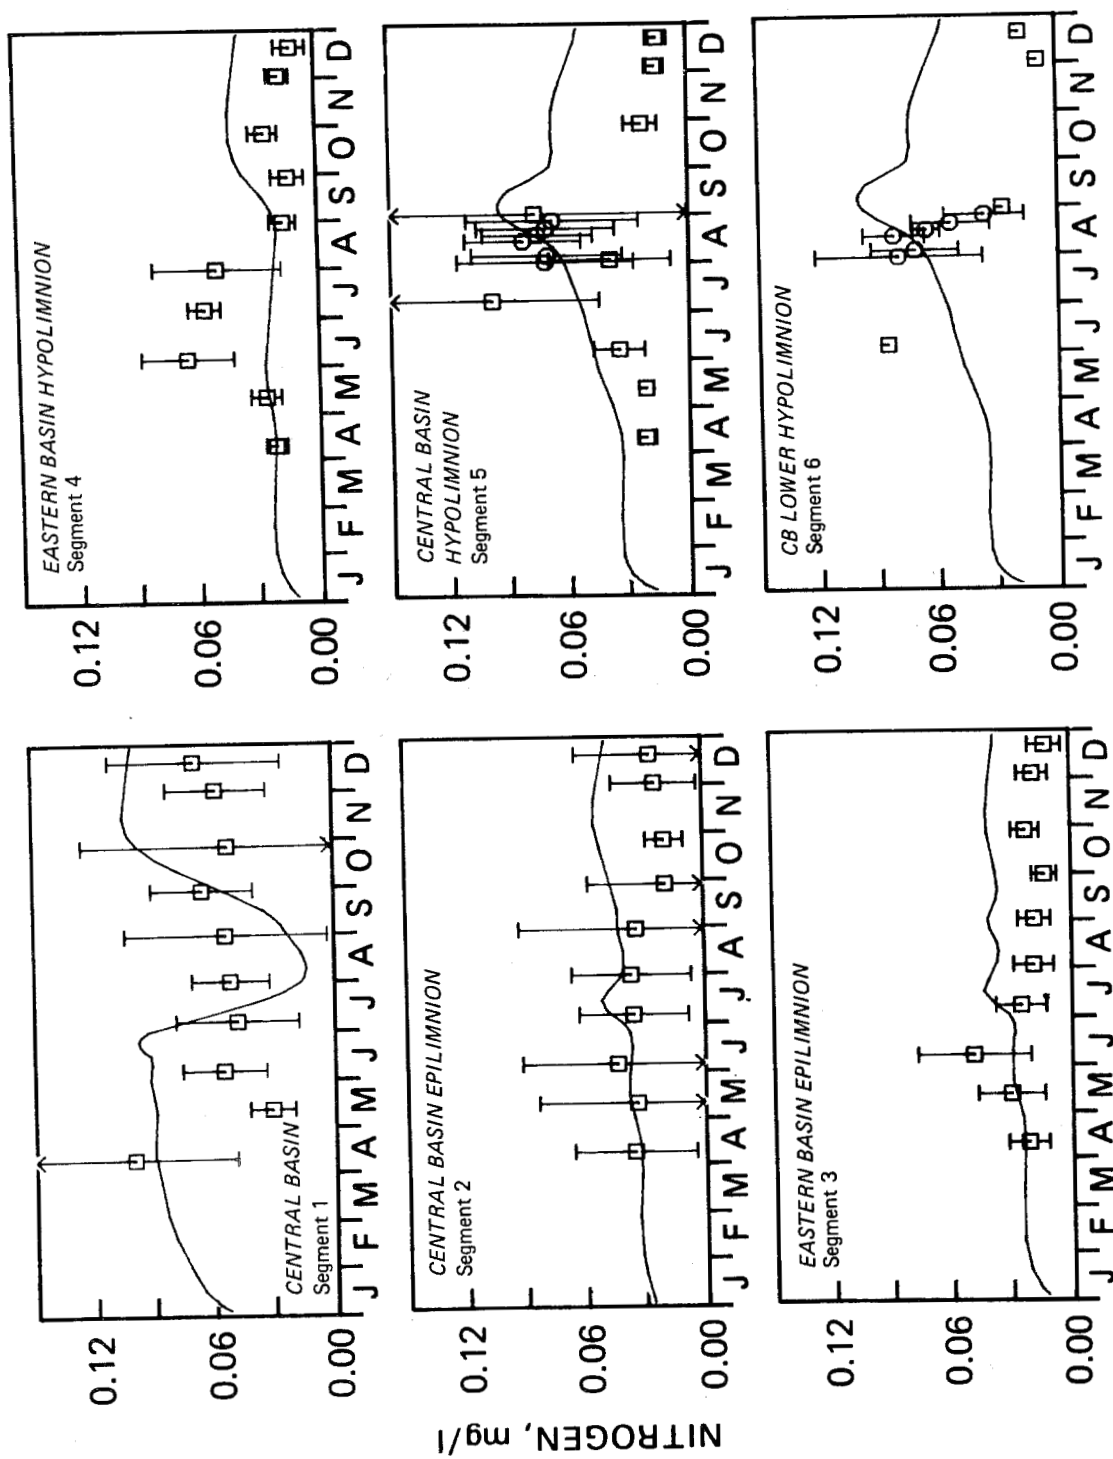 NITROGEN, mg/l
0.12
0.06
0.00
CENTRAL BASIN
Segment 1
J F M A M J J A S O N D
0.12
0.06
0.00
CENTRAL BASIN EPILIMNION
Segment 2
J F M A M J J A S O N D
0.12
0.06
0.00
EASTERN BASIN EPILIMNION
Segment 3
J F M A M J J A S O N D
0.12
0.06
0.00
EASTERN BASIN HYPOLIMNION
Segment 4
J F M A M J J A S O N D
0.12
0.06
0.00
CENTRAL BASIN
HYPOLIMNION
Segment 5
J F M A M J J A S O N D
0.12
0.06
0.00
CB LOWER HYPOLIMNION
Segment 6
J F M A M J J A S O N D